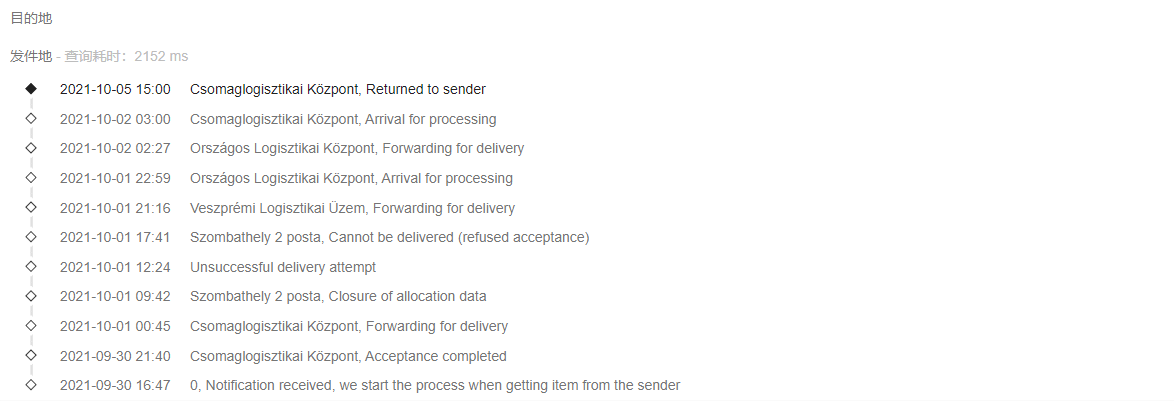 目的地
发件地 - 查询耗时：2152 ms
2021-10-05 15:00 Csomaglogisztikai Központ, Returned to sender
2021-10-02 03:00 Csomaglogisztikai Központ, Arrival for processing
2021-10-02 02:27 Országos Logisztikai Központ, Forwarding for delivery
2021-10-01 22:59 Országos Logisztikai Központ, Arrival for processing
2021-10-01 21:16 Veszprémi Logisztikai Üzem, Forwarding for delivery
2021-10-01 17:41 Szombathely 2 posta, Cannot be delivered (refused acceptance)
2021-10-01 12:24 Unsuccessful delivery attempt
2021-10-01 09:42 Szombathely 2 posta, Closure of allocation data
2021-10-01 00:45 Csomaglogisztikai Központ, Forwarding for delivery
2021-09-30 21:40 Csomaglogisztikai Központ, Acceptance completed
2021-09-30 16:47 0, Notification received, we start the process when getting item from the sender